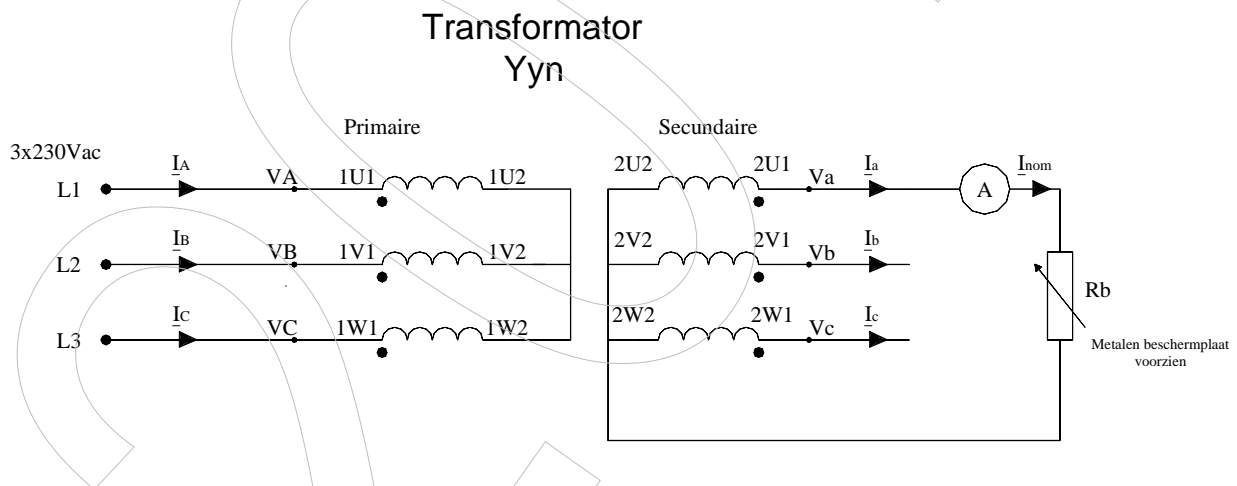 Transformator
Yyn
Primaire
Secundaire
3x230Vac
L1
IA
VA
1U1
1U2
2U2
2U1
Va
Ia
A
Inom
L2
IB
VB
1V1
1V2
2V2
2V1
Vb
Ib
Rb
L3
IC
VC
1W1
1W2
2W2
2W1
Vc
Ic
Metalen beschermplaat
voorzien